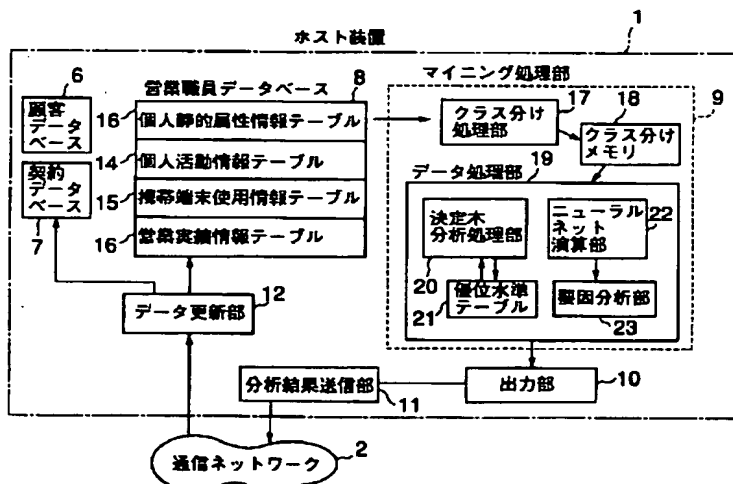 ホスト装置
1
6
顧客
データ
ベース
契約
データ
ベース
7
営業職員データベース
8
16
個人静的属性情報テーブル
14
個人活動情報テーブル
15
携帯端末使用情報テーブル
16
営業実績情報テーブル
データ更新部
12
マイニング処理部
9
クラス分け
処理部
17
18
クラス分け
メモリ
データ処理部
19
決定木
分析処理部
20
優位水準
テーブル
21
ニューラル
ネット
演算部
22
要因分析部
23
分析結果送信部
11
出力部
10
通信ネットワーク
2